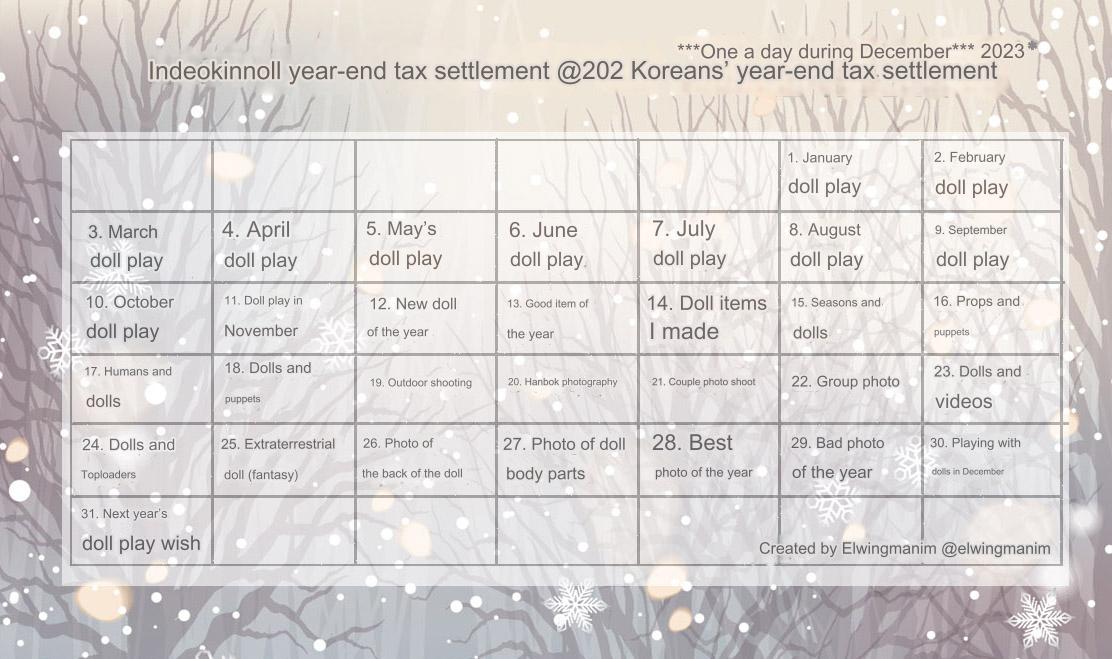 ***One a day during December*** 2023*
Indeokinnoll year-end tax settlement @202 Koreans’ year-end tax settlement
1. January
doll play
2. February
doll play
3. March
doll play
4. April
doll play
5. May’s
doll play
6. June
doll play
7. July
doll play
8. August
doll play
9. September
doll play
10. October
doll play
11. Doll play in
November
12. New doll
of the year
13. Good item of
the year
14. Doll items
I made
15. Seasons and
dolls
16. Props and
puppets
17. Humans and
dolls
18. Dolls and
puppets
19. Outdoor shooting
20. Hanbok photography
21. Couple photo shoot
22. Group photo
23. Dolls and
videos
24. Dolls and
Toploaders
25. Extraterrestrial
doll (fantasy)
26. Photo of
the back of the doll
27. Photo of doll
body parts
28. Best
photo of the year
29. Bad photo
of the year
30. Playing with
dolls in December
31. Next year’s
doll play wish
Created by Elwingmanim @elwingmanim